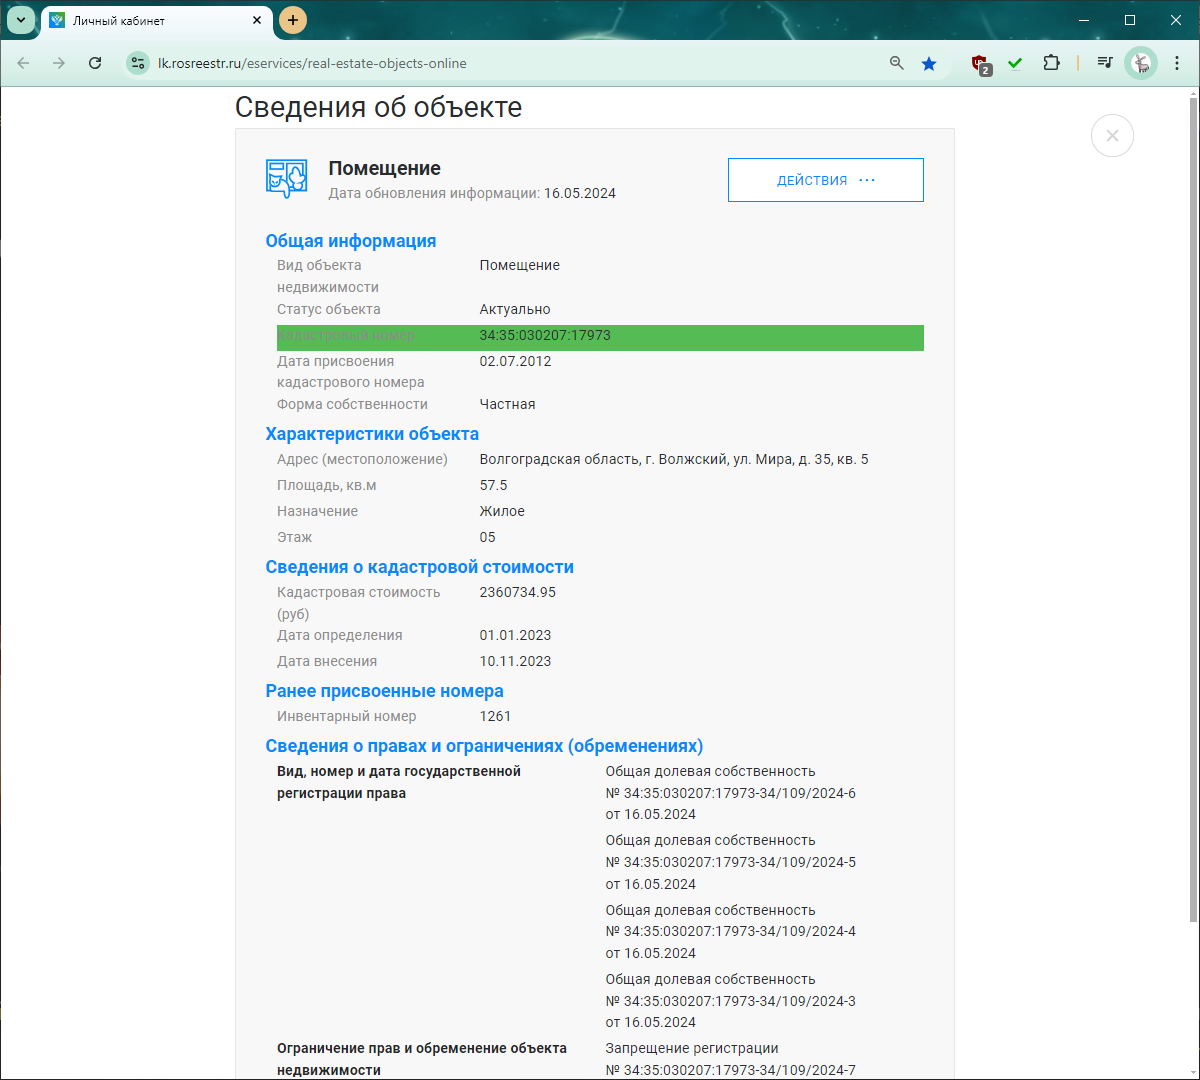 Личный кабинет
lk.rosreestr.ru/eservices/real-estate-objects-online
2
Сведения об объекте
Помещение
Дата обновления информации: 16.05.2024
ДЕЙСТВИЯ ...
Общая информация
Вид объекта недвижимости Помещение
Статус объекта Актуально
Кадастровый номер 34:35:030207:17973
Дата присвоения кадастрового номера 02.07.2012
Форма собственности Частная
Характеристики объекта
Адрес (местоположение) Волгоградская область, г. Волжский, ул. Мира, д. 35, кв. 5
Площадь, кв.м 57.5
Назначение Жилое
Этаж 05
Сведения о кадастровой стоимости
Кадастровая стоимость (руб) 2360734.95
Дата определения 01.01.2023
Дата внесения 10.11.2023
Ранее присвоенные номера
Инвентарный номер 1261
Сведения о правах и ограничениях (обременениях)
Вид, номер и дата государственной
регистрации права
Общая долевая собственность
№ 34:35:030207:17973-34/109/2024-6
от 16.05.2024
Общая долевая собственность
№ 34:35:030207:17973-34/109/2024-5
от 16.05.2024
Общая долевая собственность
№ 34:35:030207:17973-34/109/2024-4
от 16.05.2024
Общая долевая собственность
№ 34:35:030207:17973-34/109/2024-3
от 16.05.2024
Ограничение прав и обременение объекта
недвижимости
Запрещение регистрации
№ 34:35:030207:17973-34/109/2024-7